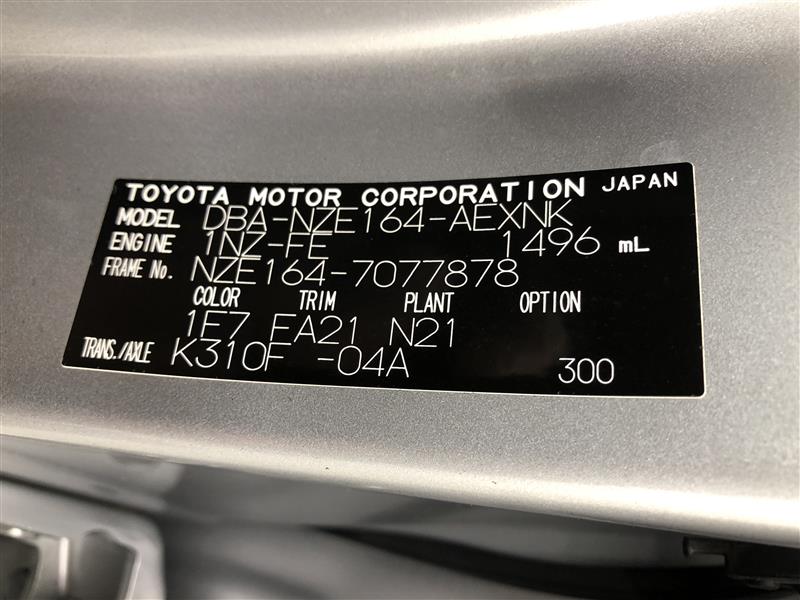 TOYOTA MOTOR CORPORATION JAPAN
MODEL DBA-NZE164-AEXNK
ENGINE 1NZ-FE 1496 mL
FRAME No. NZE164-7077878
COLOR TRIM PLANT OPTION
1E7 FA21 N21
TRANS./AXLE K310F -04A 300